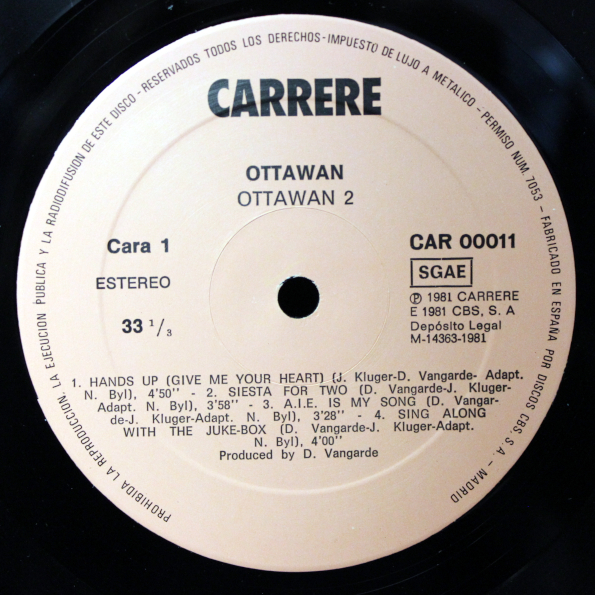 PROHIBIDA LA REPRODUCCION, LA EJECUCION PUBLICA Y LA RADIODIFUSION DE ESTE DISCO - RESERVADOS TODOS LOS DERECHOS - IMPUESTO DE LUJO A METALICO - PERMISO NUM. 7053 - FABRICADO EN ESPAÑA POR DISCOS CBS, S. A. - MADRID
CARRERE
OTTAWAN
OTTAWAN 2
Cara 1
ESTEREO
33 1/3
CAR 00011
SGAE
℗ 1981 CARRERE
E 1981 CBS, S. A
Depósito Legal
M-14363-1981
1. HANDS UP (GIVE ME YOUR HEART) (J. Kluger-D. Vangarde- Adapt.
N. Byl), 4'50'' - 2. SIESTA FOR TWO (D. Vangarde-J. Kluger-
Adapt. N. Byl), 3'58'' - 3. A.I.E. IS MY SONG (D. Vangar-
de-J. Kluger-Adapt. N. Byl), 3'28'' - 4. SING ALONG
WITH THE JUKE-BOX (D. Vangarde-J. Kluger-Adapt.
N. Byl), 4'00''
Produced by D. Vangarde